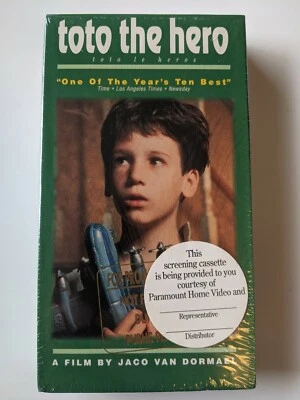 toto the hero
toto le heros
"One Of The Year's Ten Best"
Time • Los Angeles Times • Newsday
This
screening cassette
is being provided to you
courtesy of
Paramount Home Video and
Representative
Distributor
A FILM BY JACO VAN DORMAEL